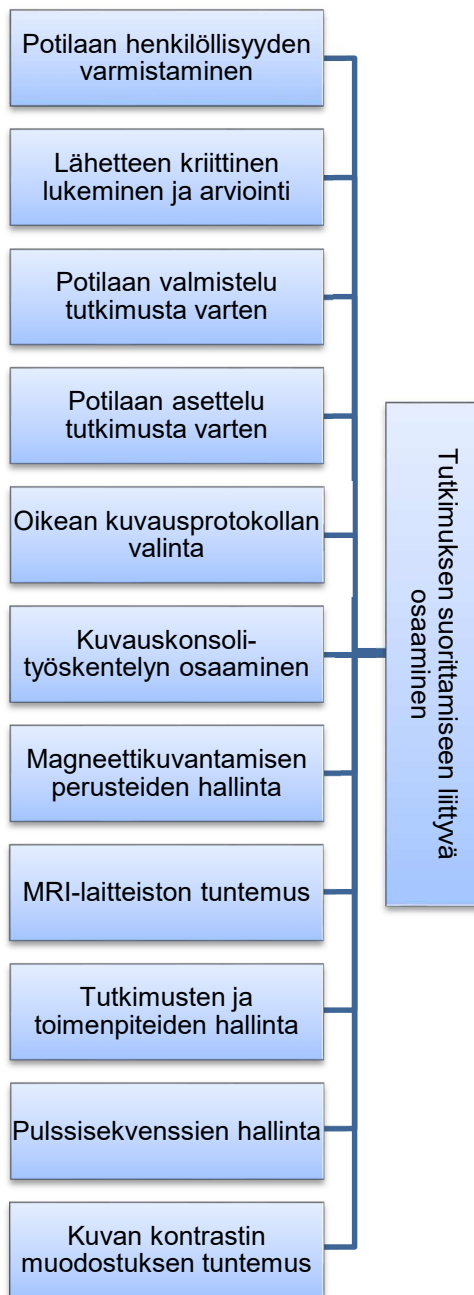 Potilaan henkilöllisyyden
varmistaminen
Lähetteen kriittinen
lukeminen ja arviointi
Potilaan valmistelu
tutkimusta varten
Potilaan asettelu
tutkimusta varten
Oikean kuvausprotokollan
valinta
Kuvauskonsoli-
työskentelyn osaaminen
Magneettikuvantamisen
perusteiden hallinta
MRI-laitteiston tuntemus
Tutkimusten ja
toimenpiteiden hallinta
Pulssisekvenssien hallinta
Kuvan kontrastin
muodostuksen tuntemus
Tutkimuksen suorittamiseen liittyvä
osaaminen